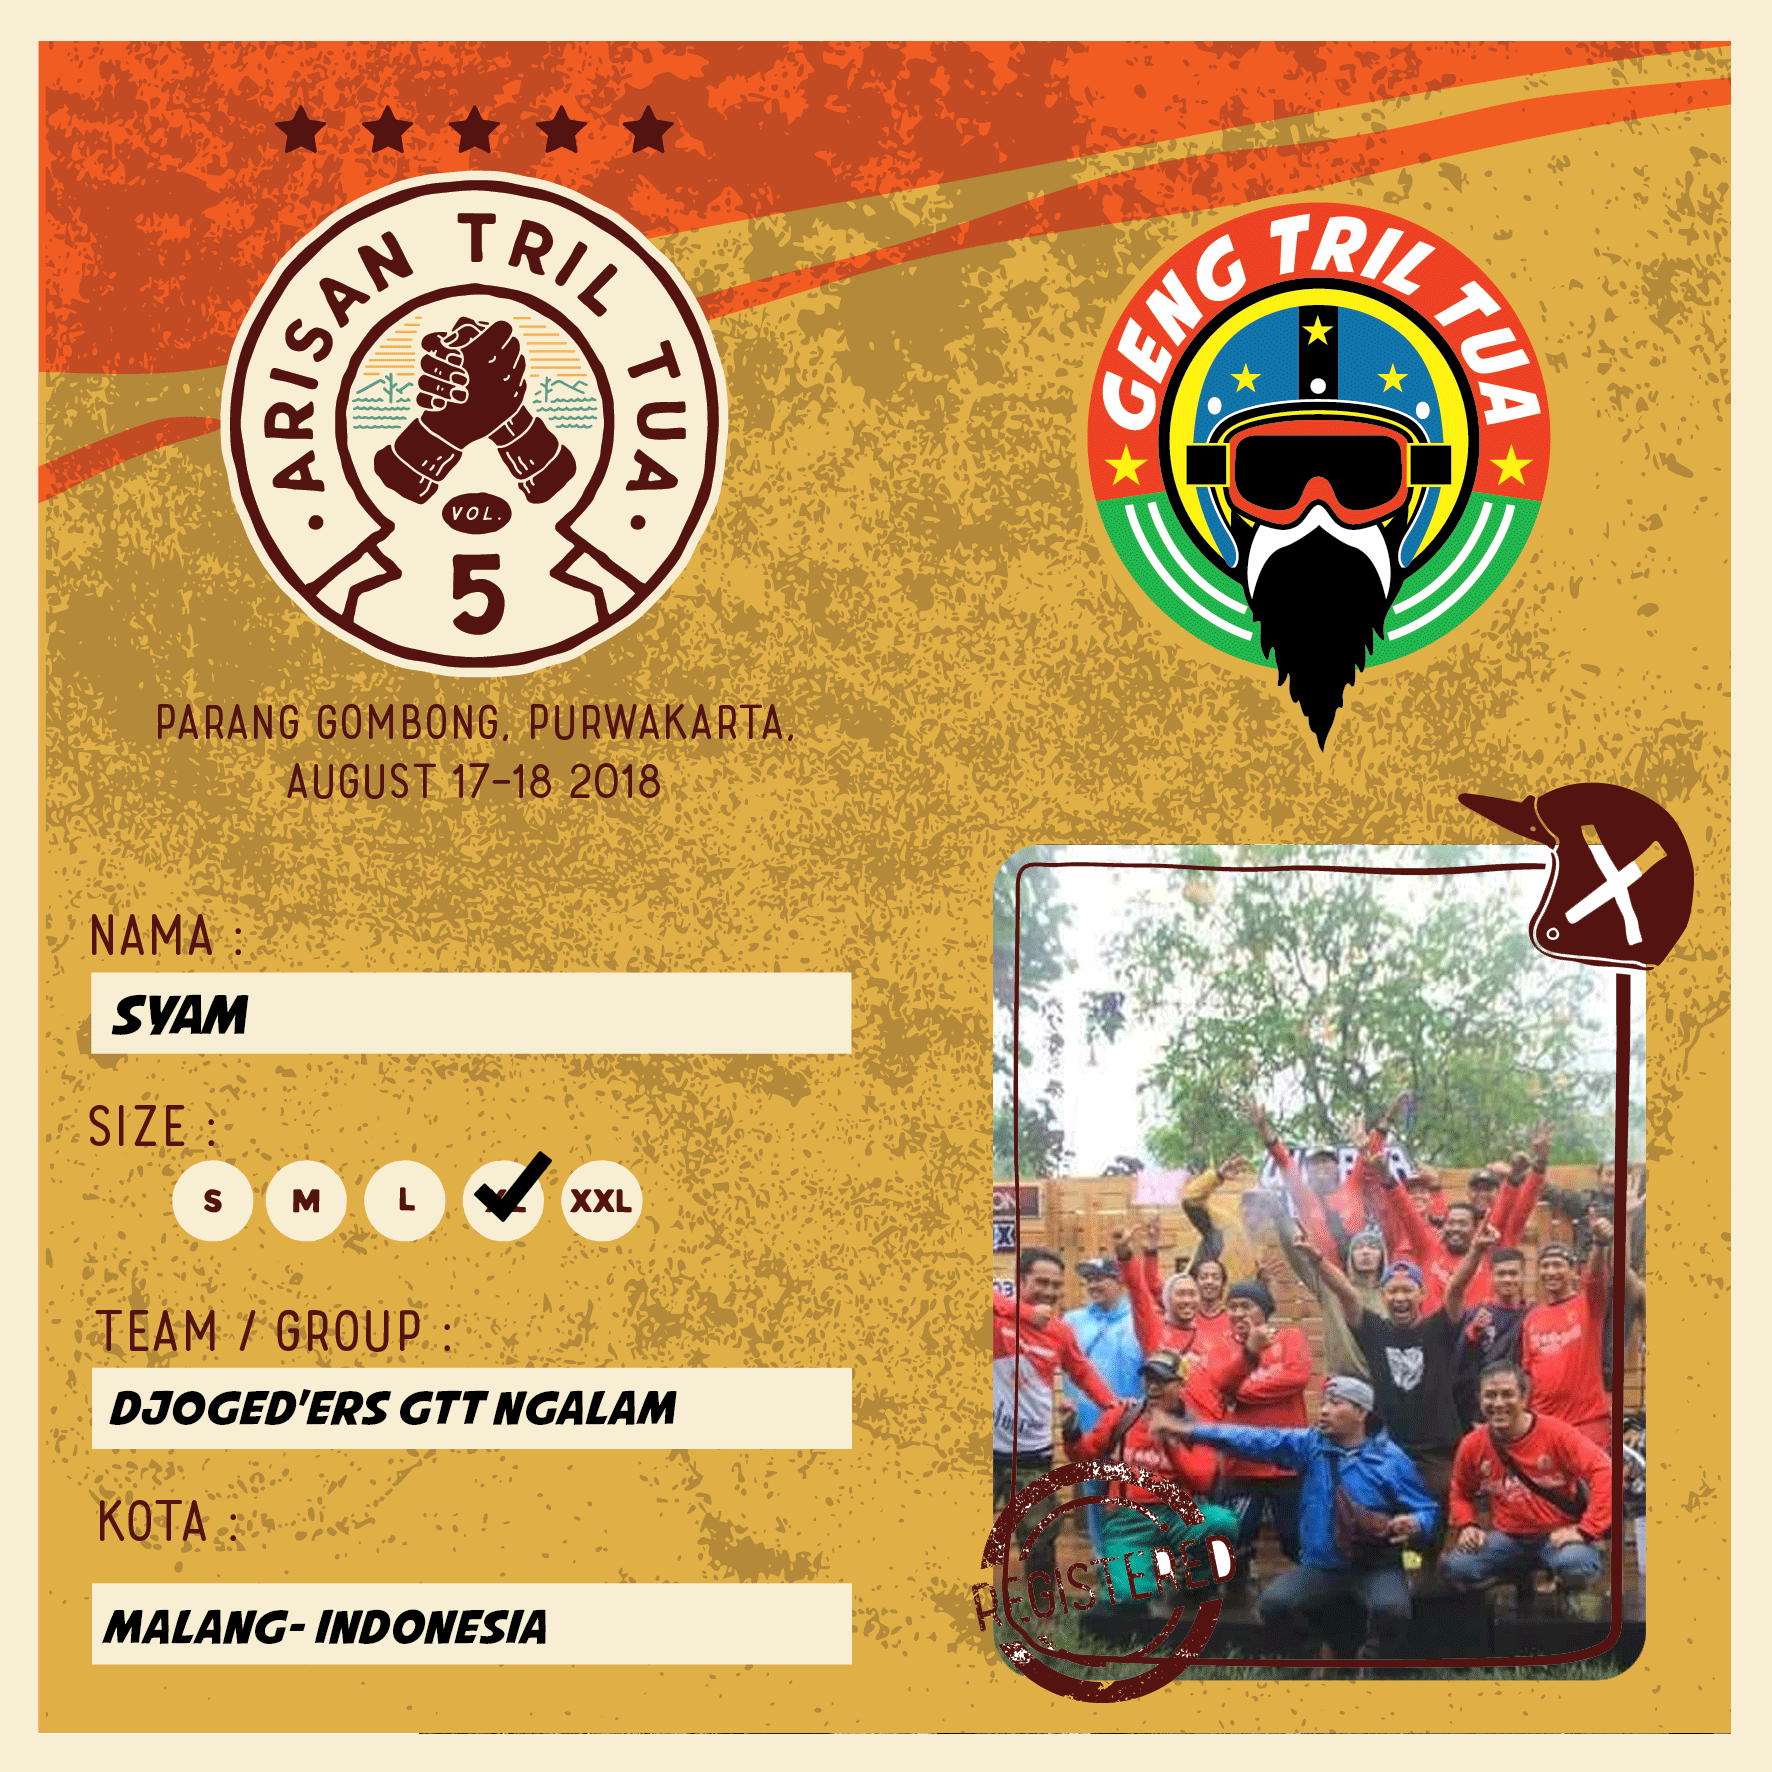 ARISAN TRIL TUA
VOL.
5
PARANG GOMBONG, PURWAKARTA,
AUGUST 17-18 2018
GENG TRIL TUA
NAMA :
SYAM
SIZE :
S M L XL XXL
TEAM / GROUP :
DJOGED'ERS GTT NGALAM
KOTA :
MALANG- INDONESIA
REGISTERED